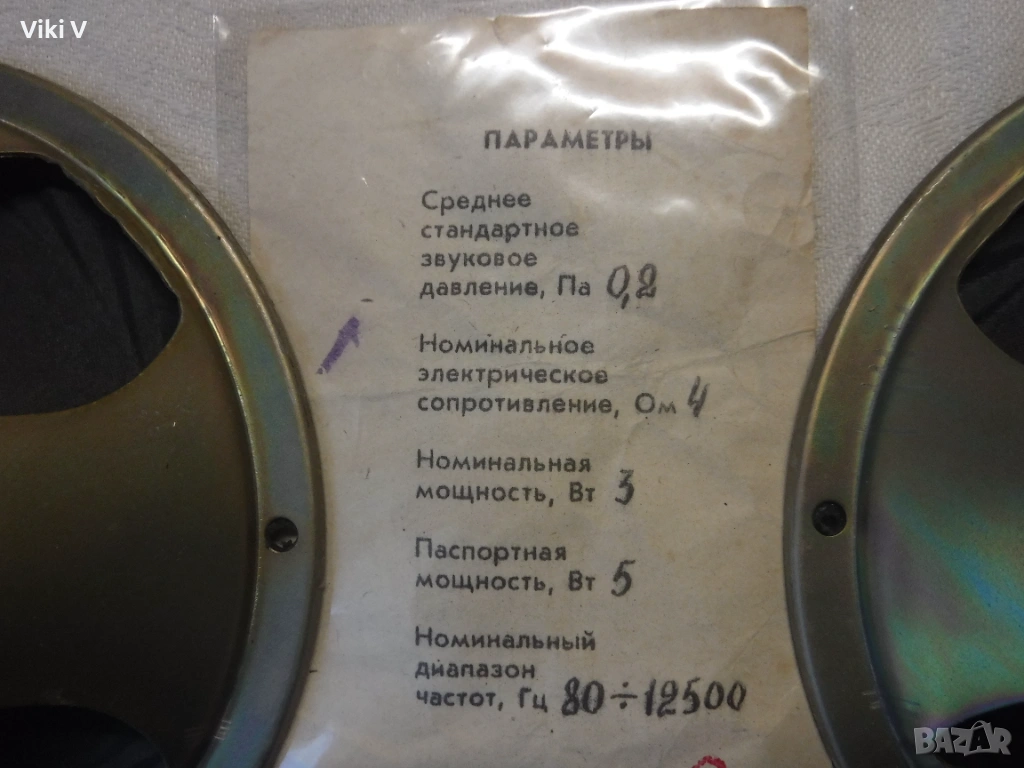 Viki V
ПАРАМЕТРЫ
Среднее
стандартное
звуковое
давление, Па 0,2
Номинальное
электрическое
сопротивление, Ом 4
Номинальная
мощность, Вт 3
Паспортная
мощность, Вт 5
Номинальный
диапазон
частот, Гц 80÷12500
BAZAR